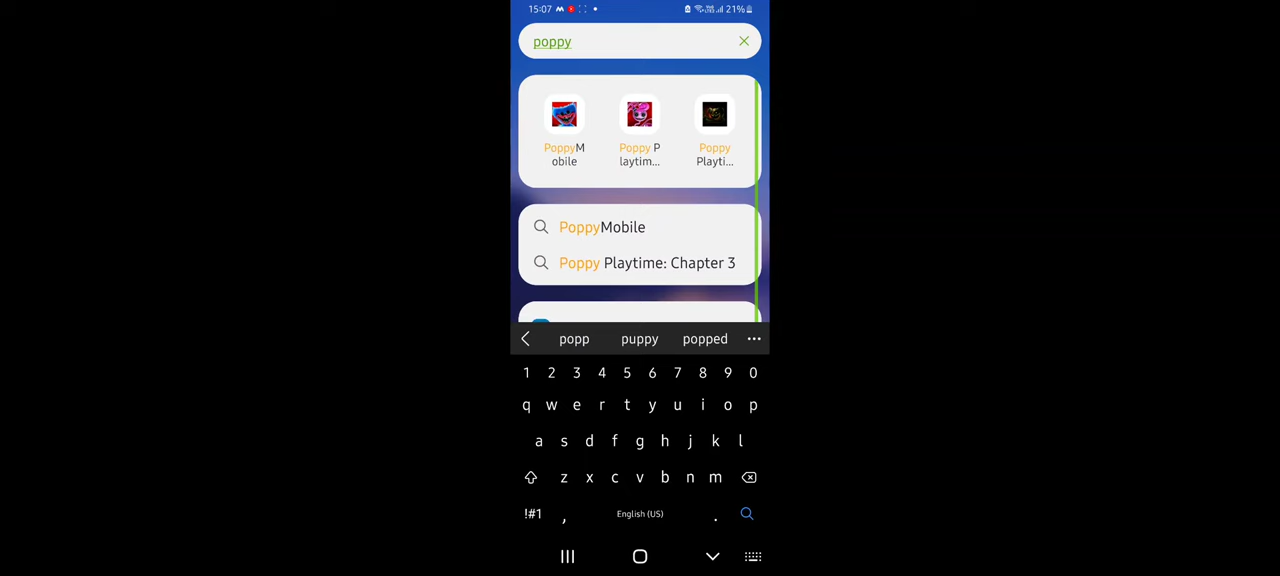 15:07 21%
poppy
PoppyM
obile
Poppy P
laytim...
Poppy
Playti...
PoppyMobile
Poppy Playtime: Chapter 3
popp puppy popped
1 2 3 4 5 6 7 8 9 0
q w e r t y u i o p
a s d f g h j k l
z x c v b n m
!#1 , English (US) .